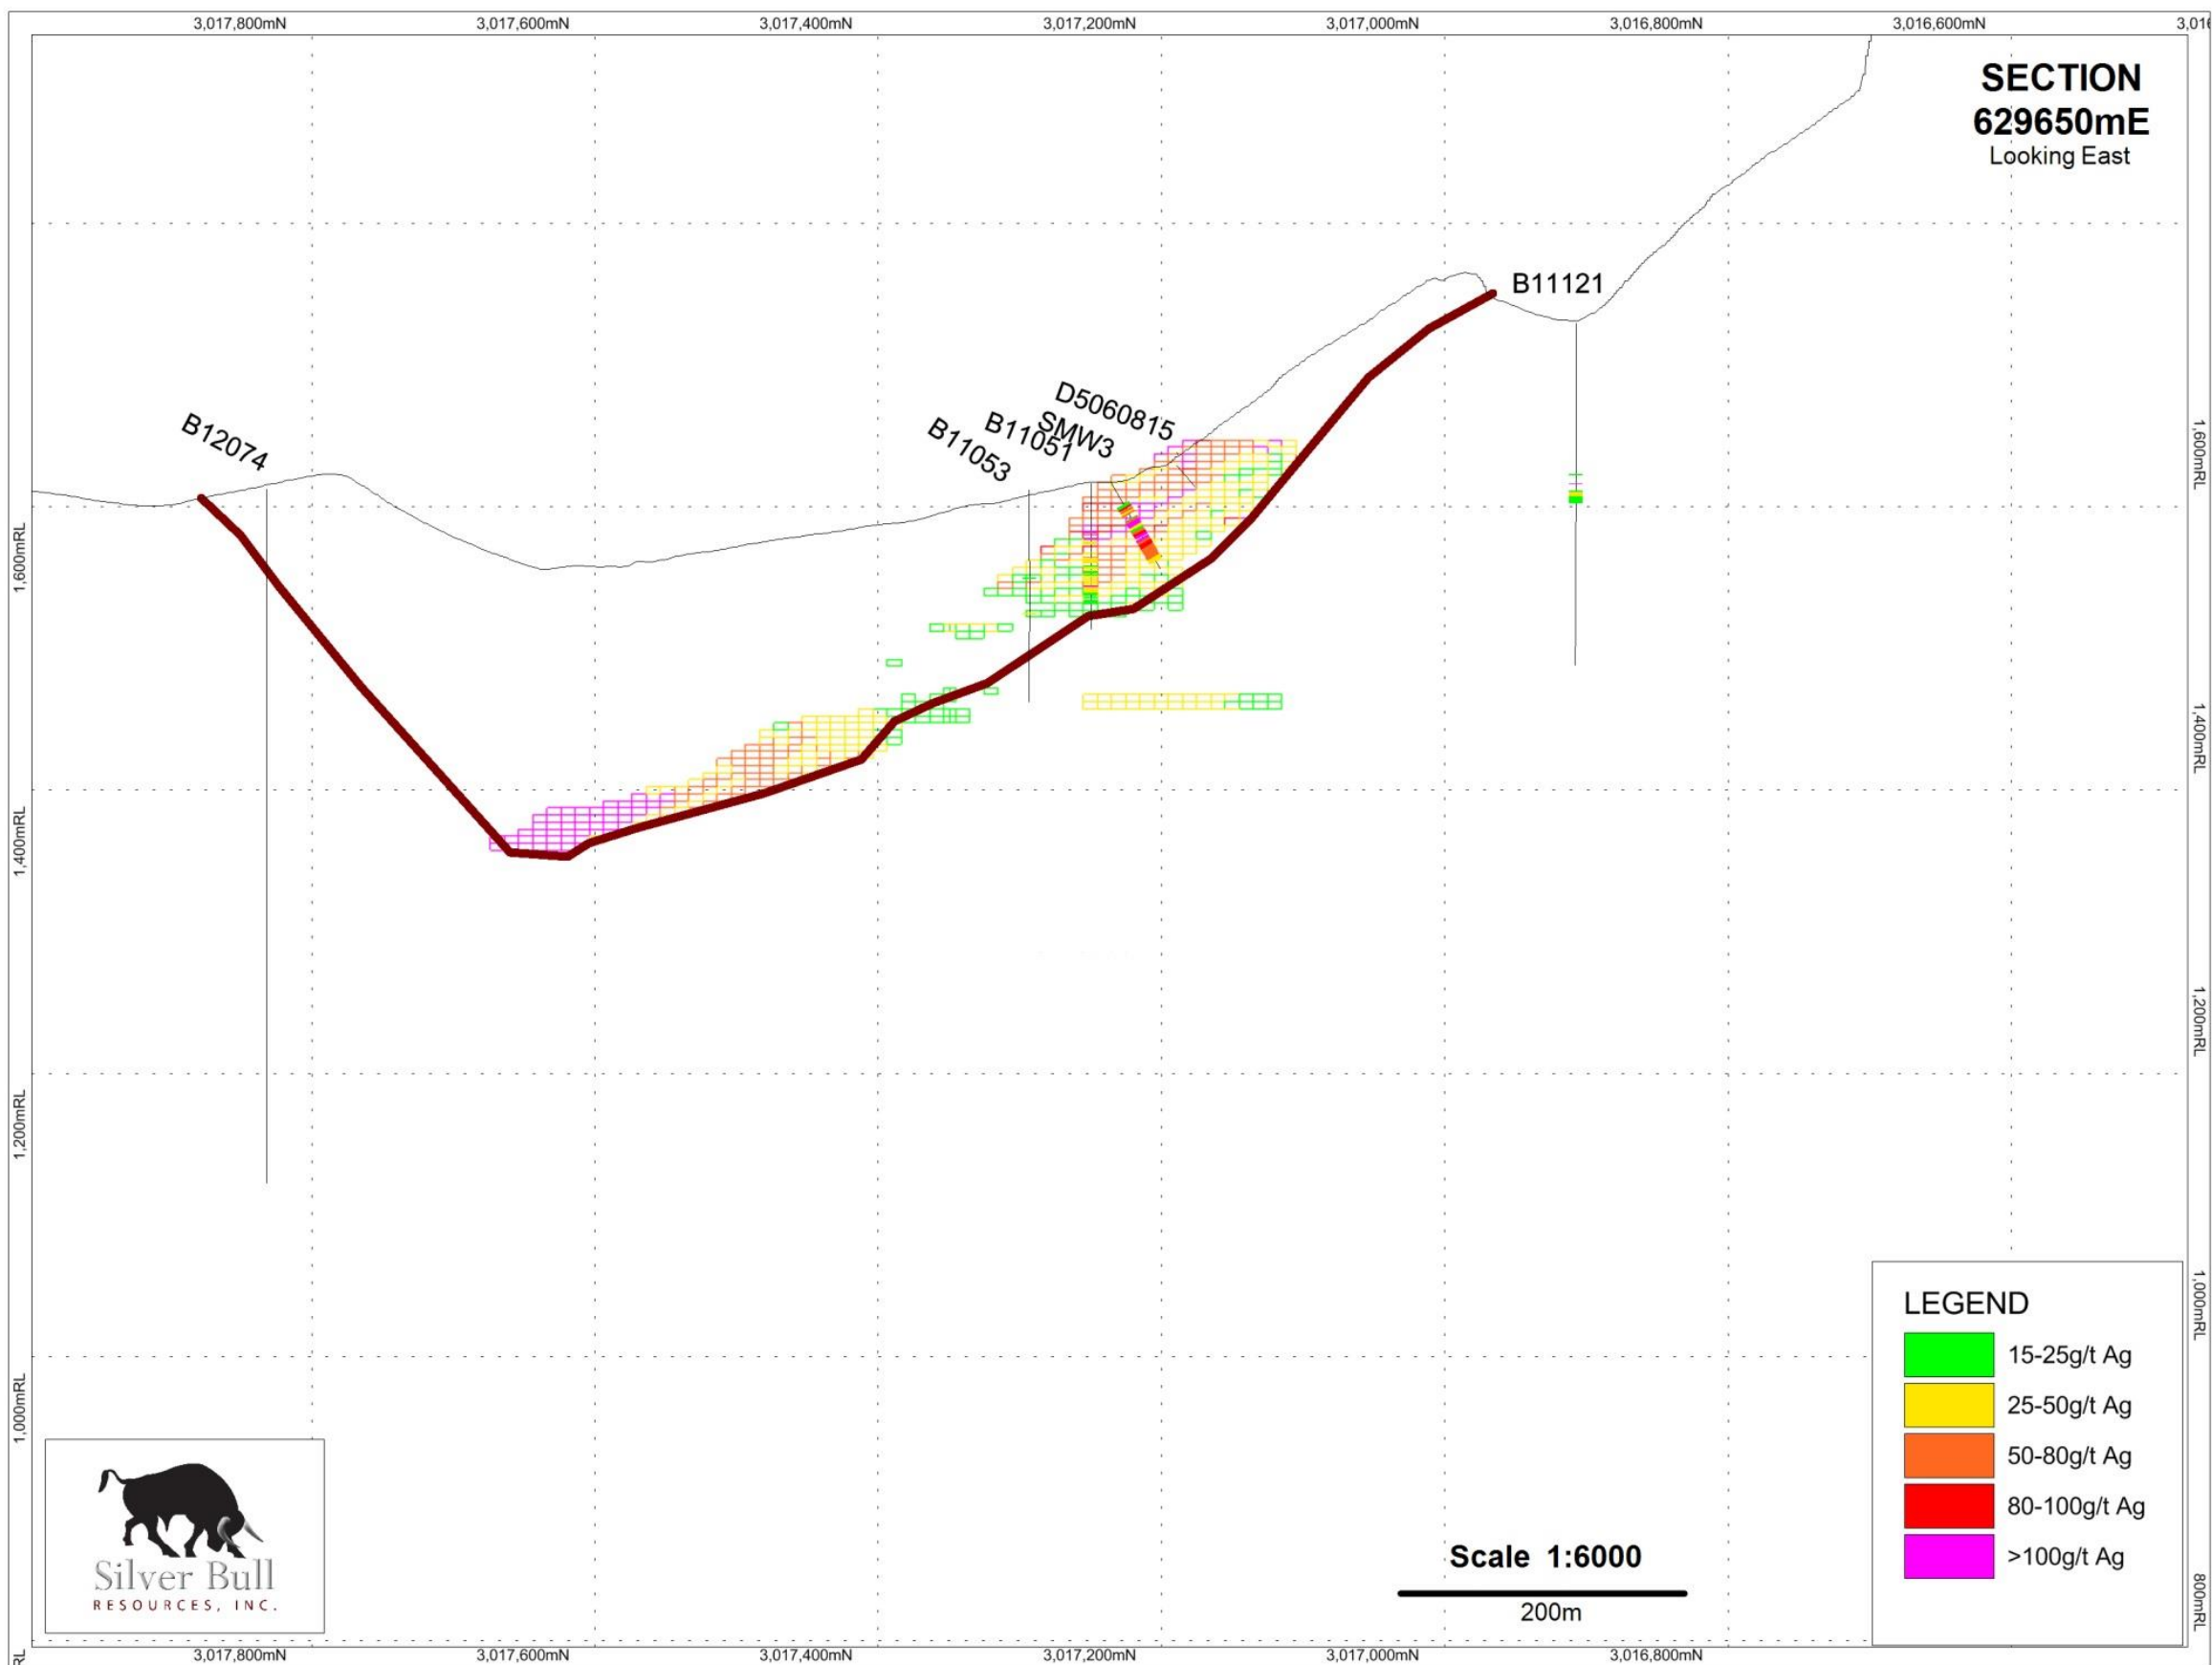 3,017,800mN 3,017,600mN 3,017,400mN 3,017,200mN 3,017,000mN 3,016,800mN 3,016,600mN
SECTION
629650mE
Looking East
B11121
D5060815
SMW3
B11051
B11053
B12074
1,600mRL
1,600mRL
1,400mRL
1,400mRL
1,200mRL
1,200mRL
1,000mRL
1,000mRL
800mRL
LEGEND
15-25g/t Ag
25-50g/t Ag
50-80g/t Ag
80-100g/t Ag
>100g/t Ag
Scale 1:6000
200m
Silver Bull
RESOURCES, INC.
3,017,800mN 3,017,600mN 3,017,400mN 3,017,200mN 3,017,000mN 3,016,800mN